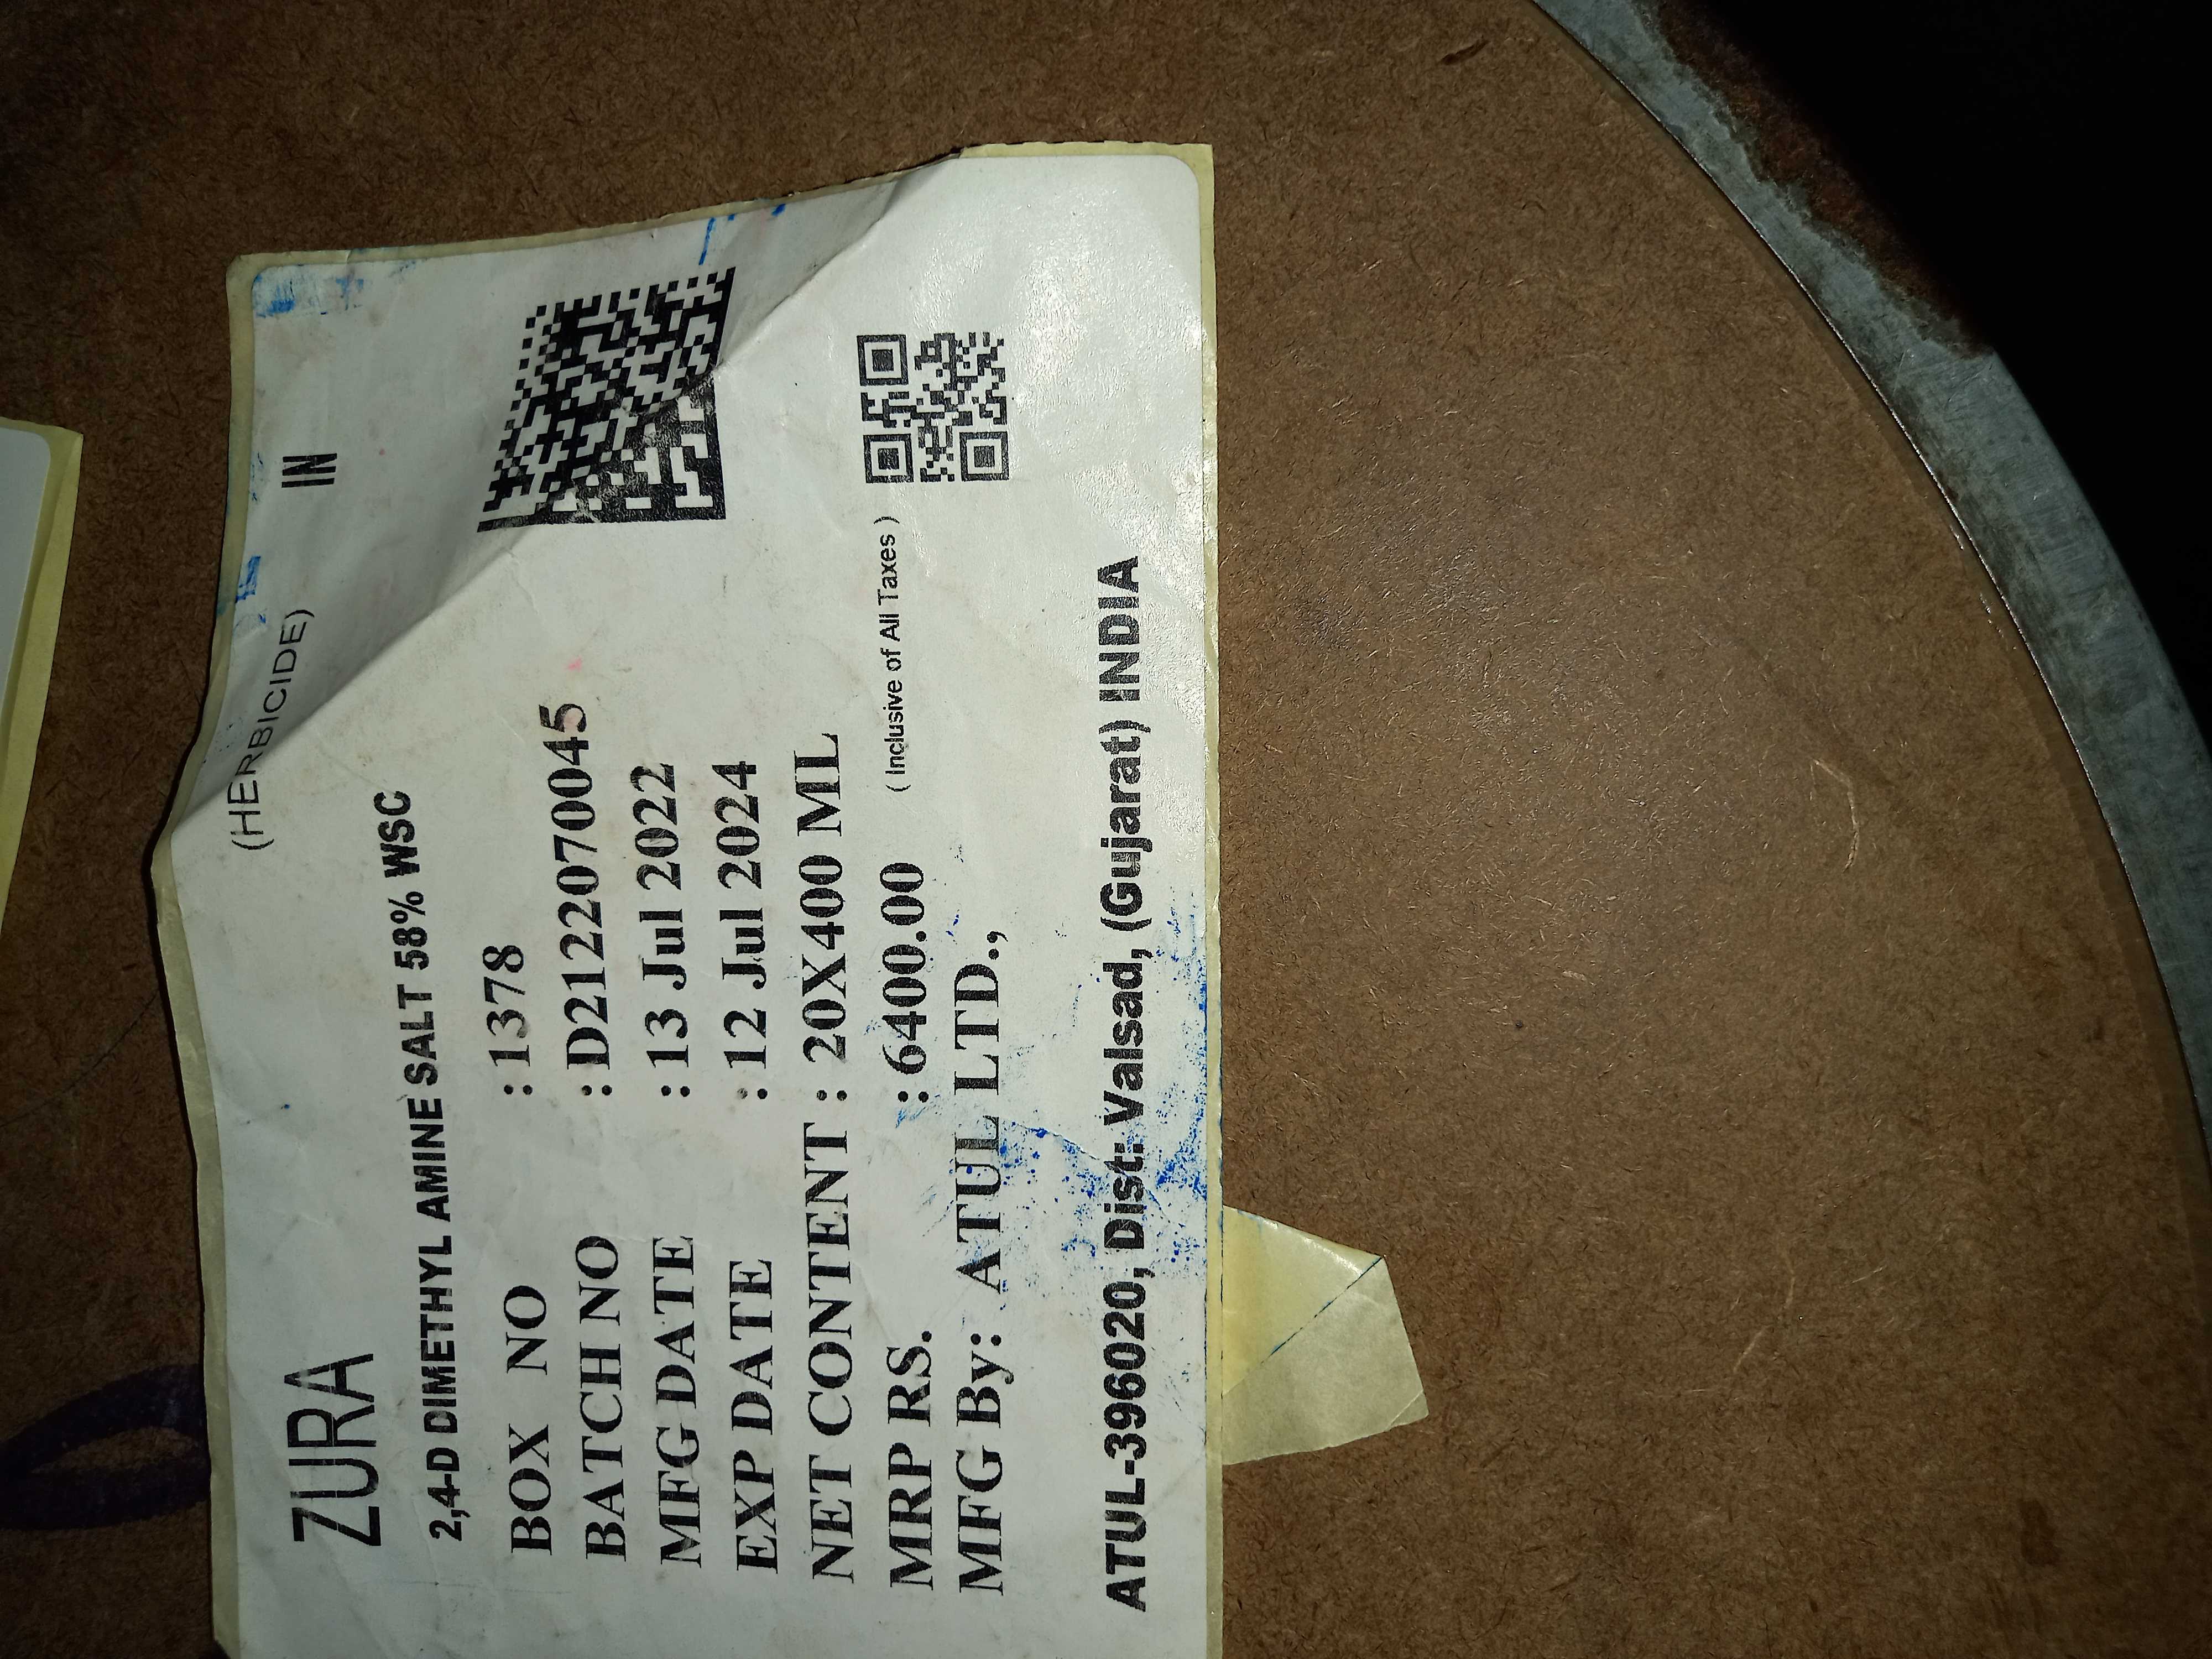 ZURA (HERBICIDE) IN
2,4-D DIMETHYL AMINE SALT 58% WSC
BOX NO : 1378
BATCH NO : D2122070045
MFG DATE : 13 Jul 2022
EXP DATE : 12 Jul 2024
NET CONTENT : 20X400 ML
MRP RS. : 6400.00 ( Inclusive of All Taxes )
MFG By: ATUL LTD.,
ATUL-396020, Dist: Valsad, (Gujarat) INDIA